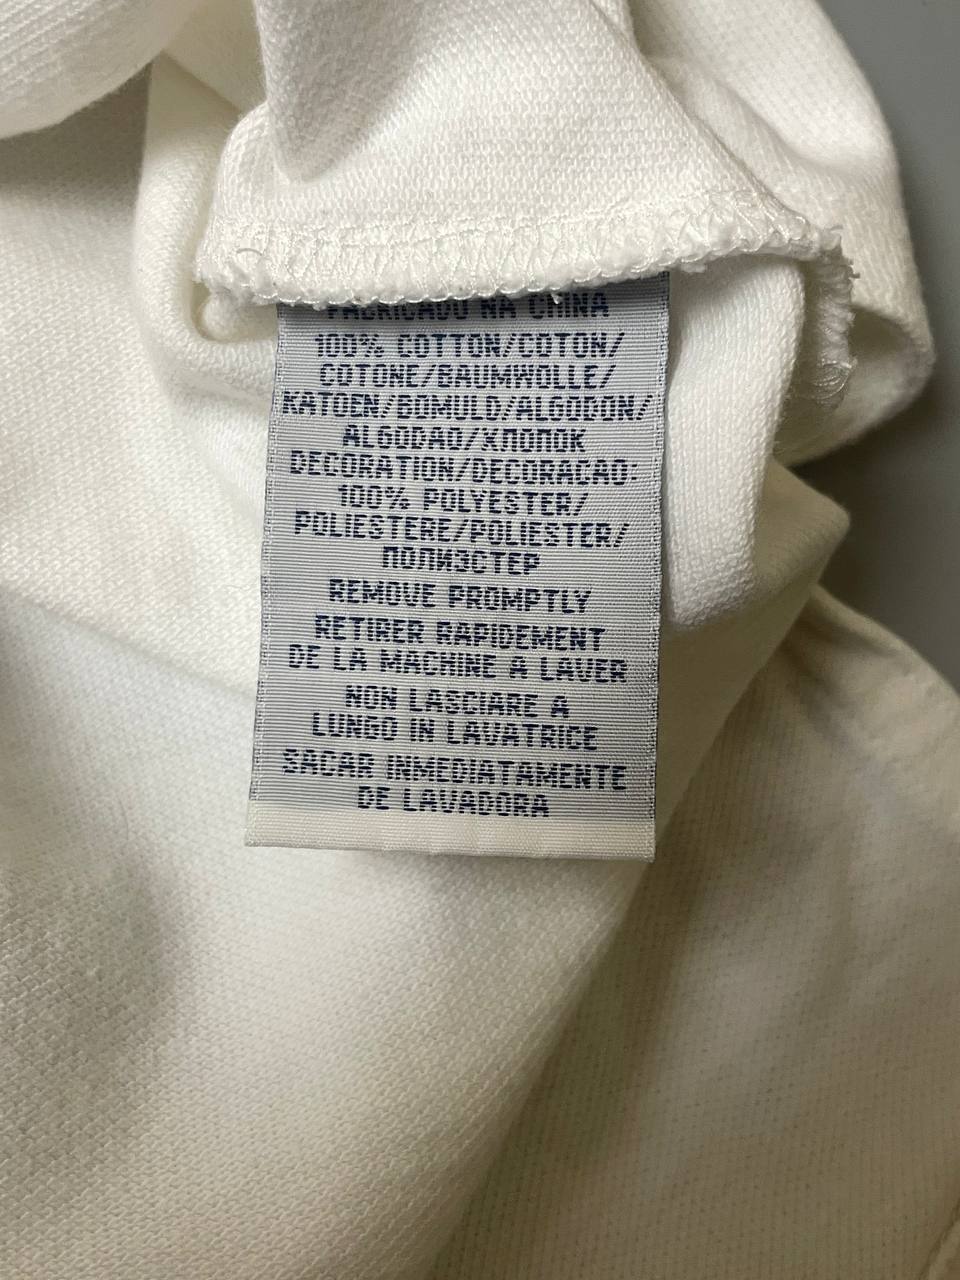 FABRICADO NA CHINA
100% COTTON/COTON/
COTONE/BAUMWOLLE/
KATOEN/BOMULD/ALGODON/
ALGODAO/ХЛОПОК
DECORATION/DECORACAO:
100% POLYESTER/
POLIESTERE/POLIESTER/
ПОЛИЭСТЕР
REMOVE PROMPTLY
RETIRER RAPIDEMENT
DE LA MACHINE A LAVER
NON LASCIARE A
LUNGO IN LAVATRICE
SACAR INMEDIATAMENTE
DE LAVADORA